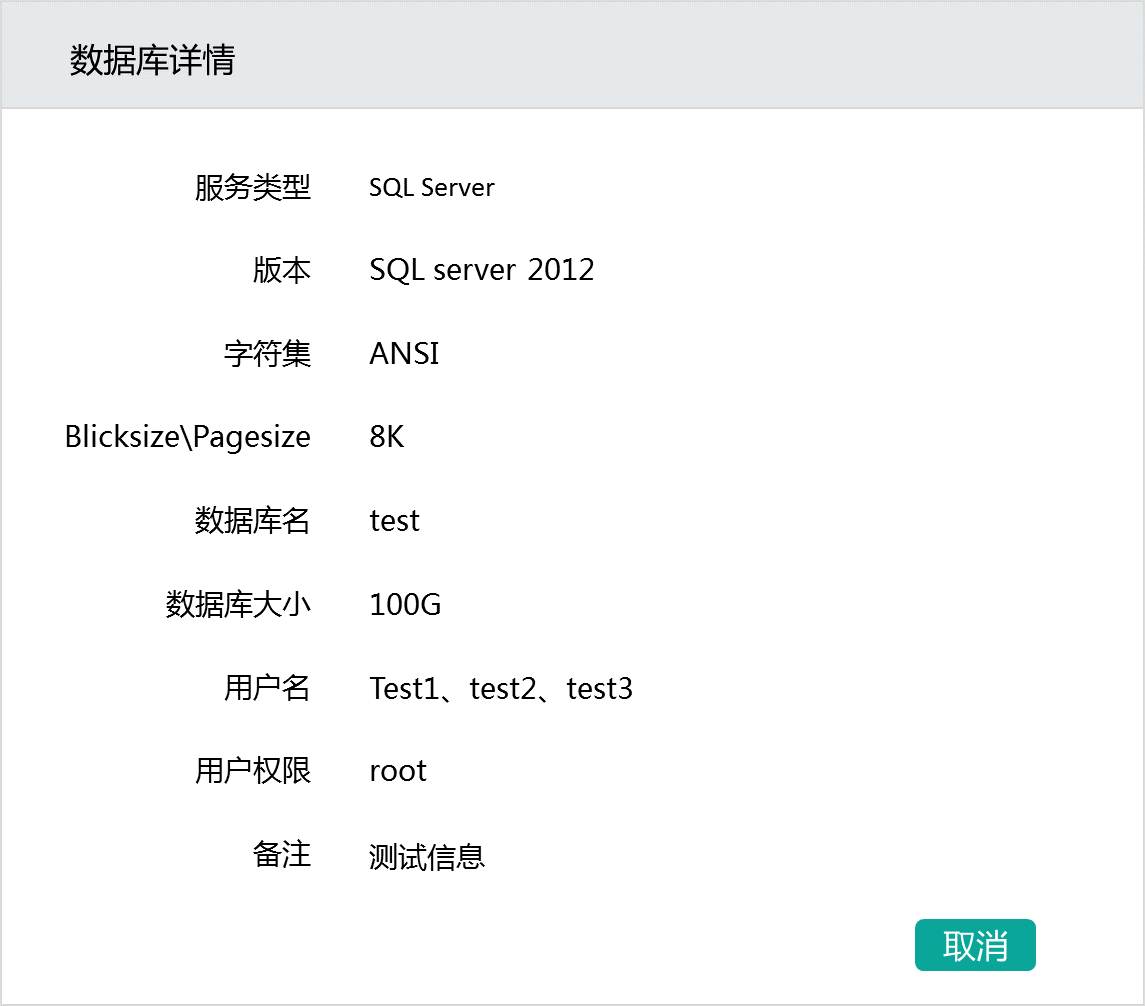 数据库详情
服务类型 SQL Server
版本 SQL server 2012
字符集 ANSI
Blicksize\Pagesize 8K
数据库名 test
数据库大小 100G
用户名 Test1、test2、test3
用户权限 root
备注 测试信息
取消